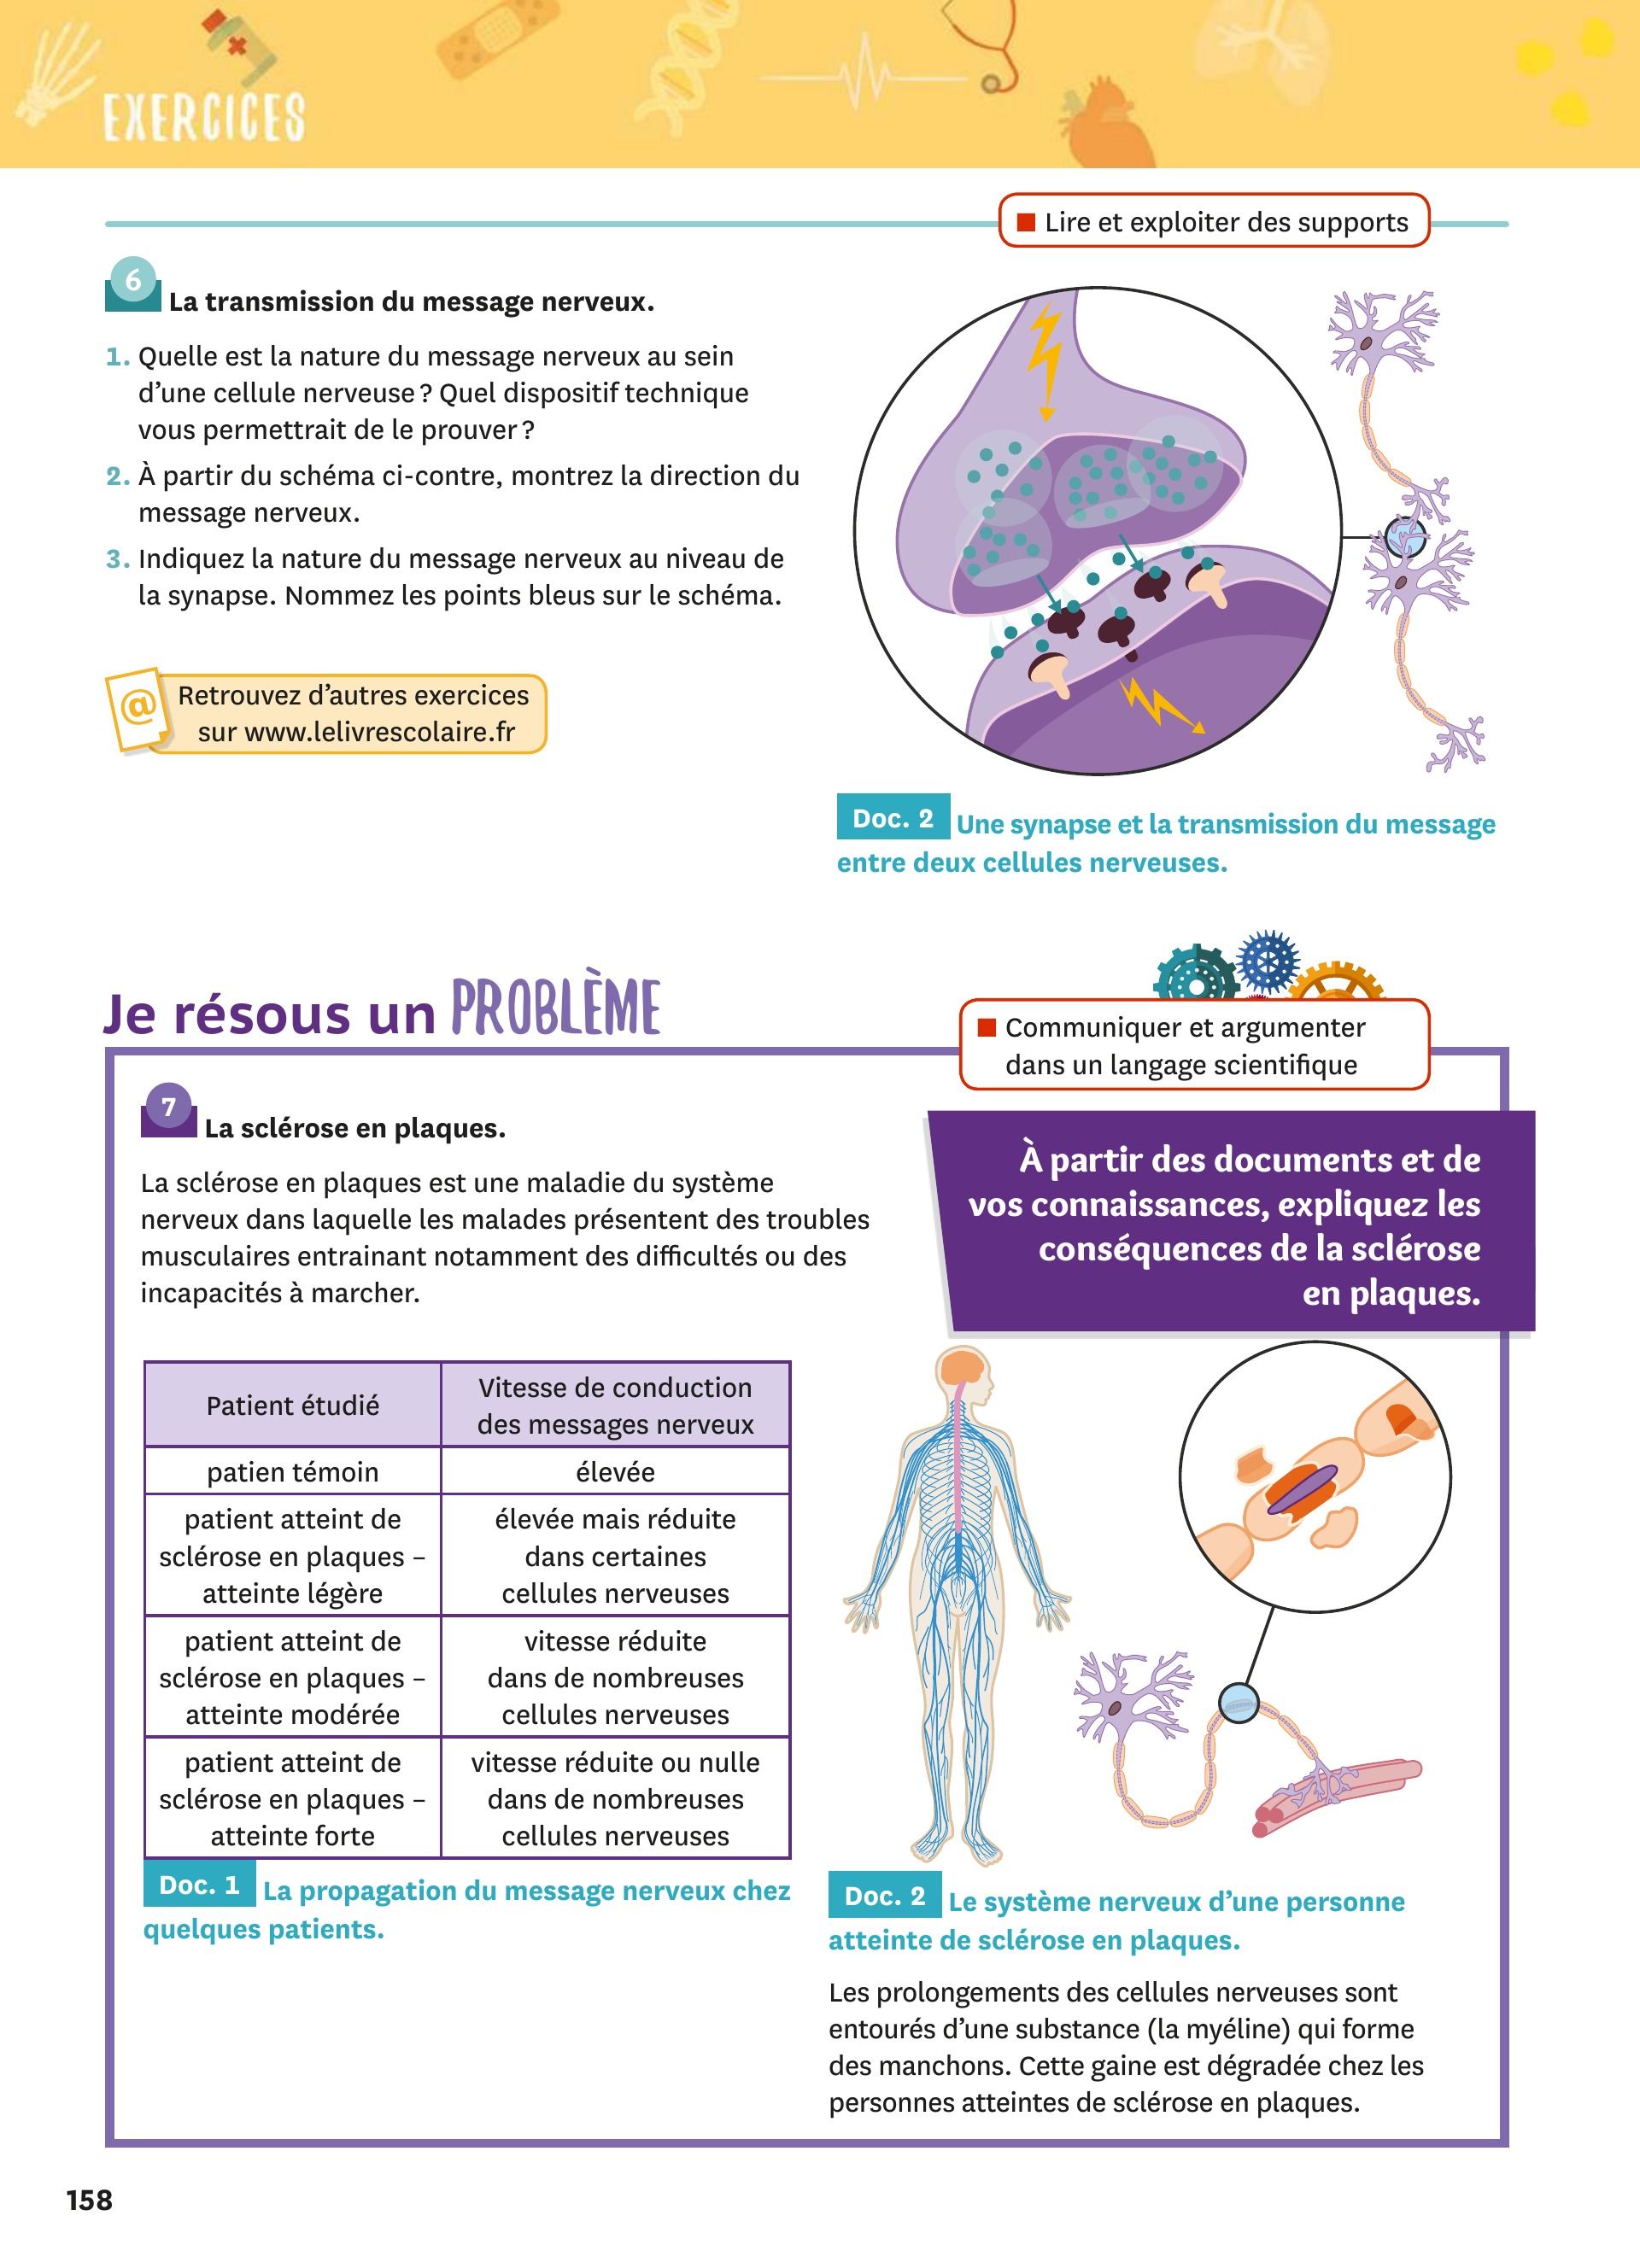 EXERCICES
Lire et exploiter des supports
6
La transmission du message nerveux.
1. Quelle est la nature du message nerveux au sein
d’une cellule nerveuse ? Quel dispositif technique
vous permettrait de le prouver ?
2. À partir du schéma ci-contre, montrez la direction du
message nerveux.
3. Indiquez la nature du message nerveux au niveau de
la synapse. Nommez les points bleus sur le schéma.
@
Retrouvez d’autres exercices
sur www.lelivrescolaire.fr
Doc. 2 Une synapse et la transmission du message
entre deux cellules nerveuses.
Je résous un PROBLÈME
Communiquer et argumenter
dans un langage scientifique
7
La sclérose en plaques.
La sclérose en plaques est une maladie du système
nerveux dans laquelle les malades présentent des troubles
musculaires entrainant notamment des difficultés ou des
incapacités à marcher.
À partir des documents et de
vos connaissances, expliquez les
conséquences de la sclérose
en plaques.
Patient étudié
Vitesse de conduction
des messages nerveux
patien témoin
élevée
patient atteint de
sclérose en plaques –
atteinte légère
élevée mais réduite
dans certaines
cellules nerveuses
patient atteint de
sclérose en plaques –
atteinte modérée
vitesse réduite
dans de nombreuses
cellules nerveuses
patient atteint de
sclérose en plaques –
atteinte forte
vitesse réduite ou nulle
dans de nombreuses
cellules nerveuses
Doc. 1 La propagation du message nerveux chez
quelques patients.
Doc. 2 Le système nerveux d’une personne
atteinte de sclérose en plaques.
Les prolongements des cellules nerveuses sont
entourés d’une substance (la myéline) qui forme
des manchons. Cette gaine est dégradée chez les
personnes atteintes de sclérose en plaques.
158